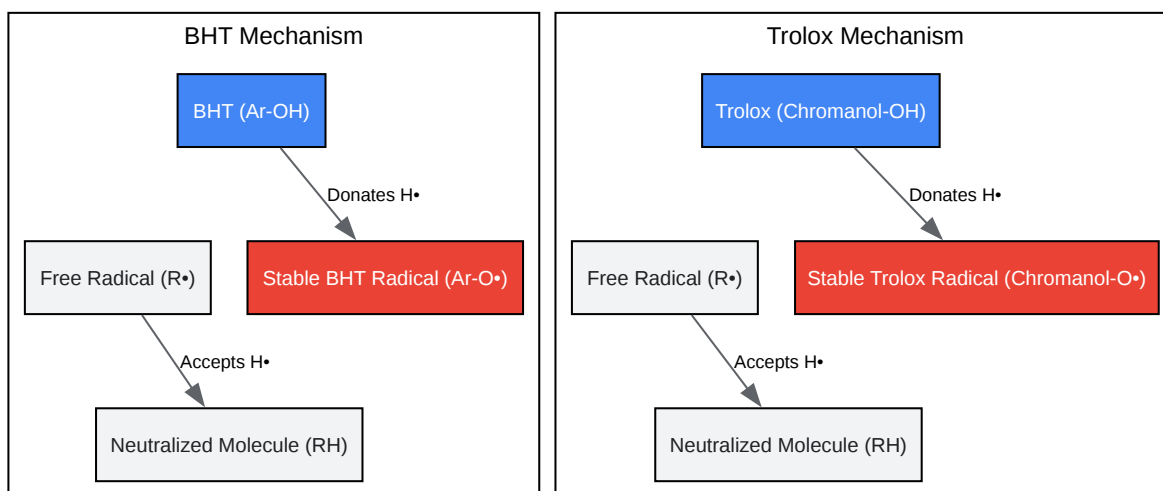 BHT Mechanism
BHT (Ar-OH)
Donates H•
Free Radical (R•)
Stable BHT Radical (Ar-O•)
Accepts H•
Neutralized Molecule (RH)
Trolox Mechanism
Trolox (Chromanol-OH)
Donates H•
Free Radical (R•)
Stable Trolox Radical (Chromanol-O•)
Accepts H•
Neutralized Molecule (RH)